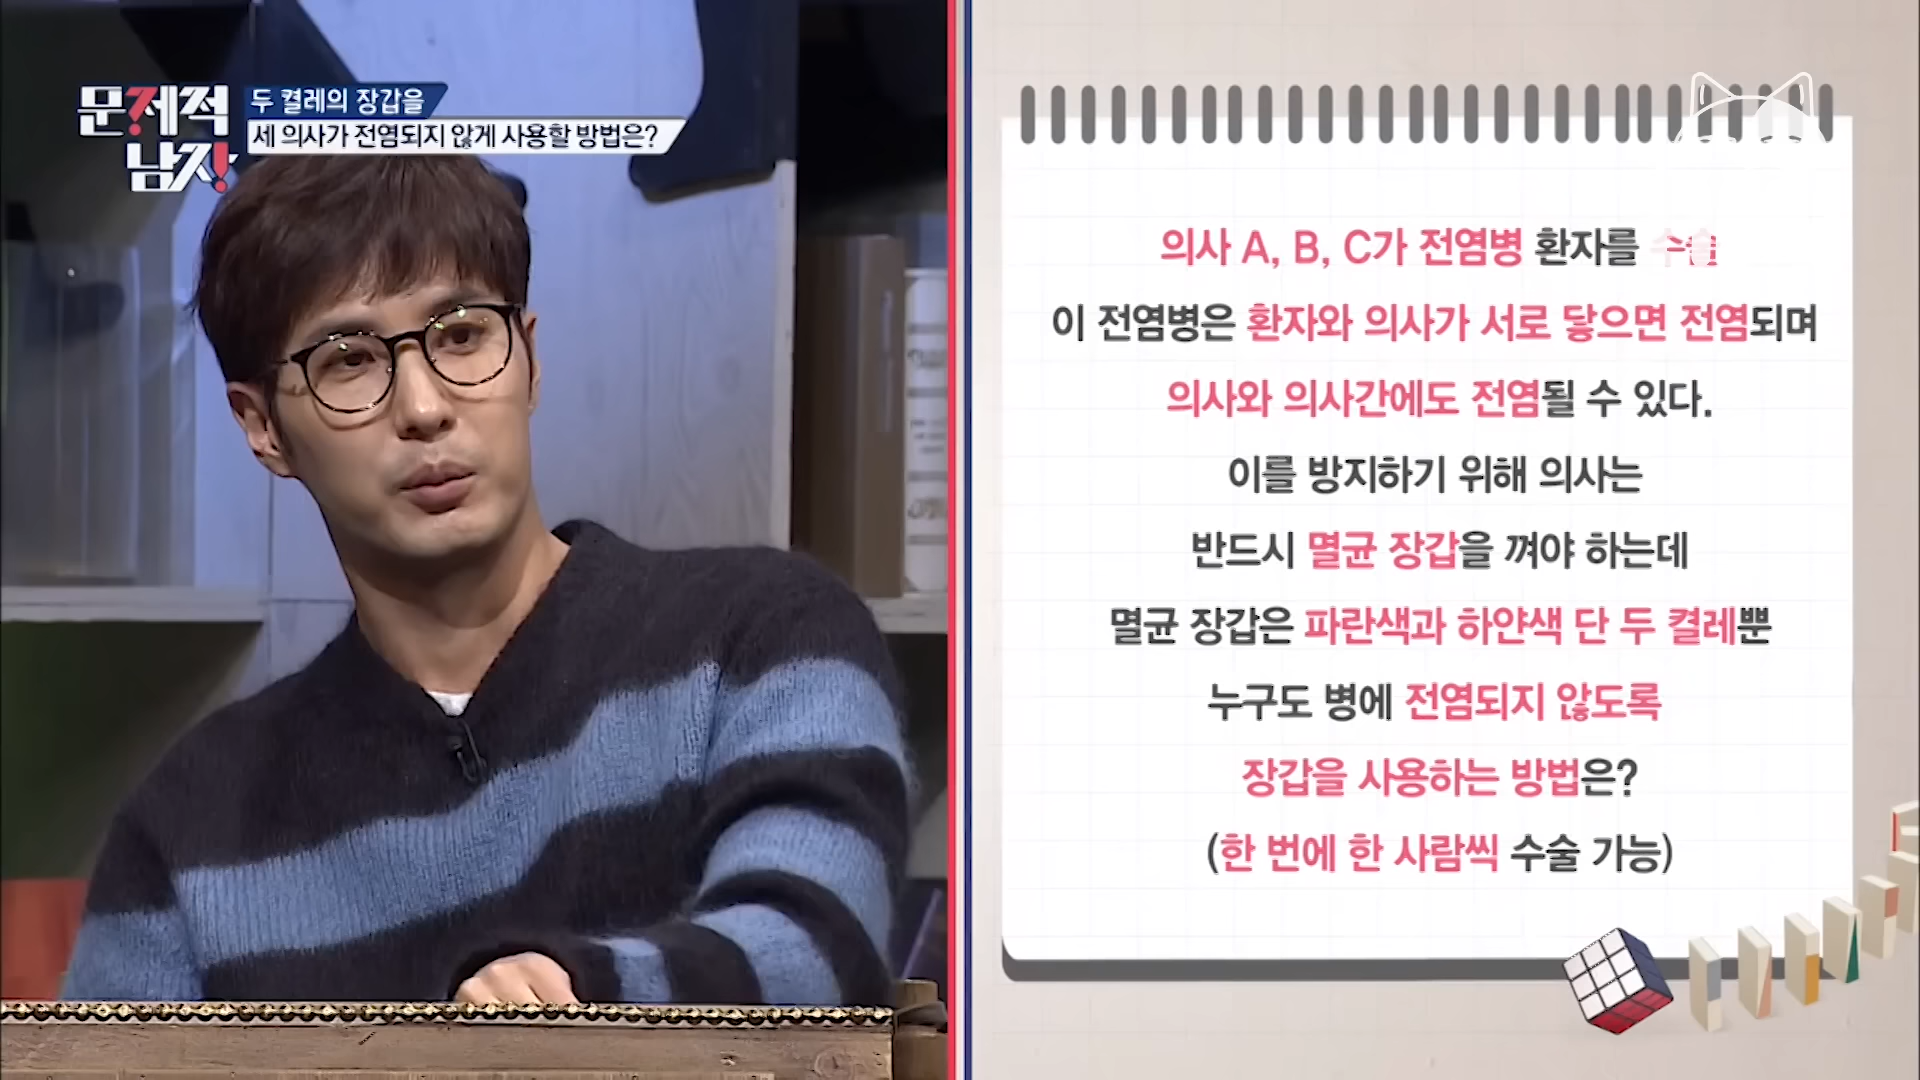 문제적
남자
두 켤레의 장갑을
세 의사가 전염되지 않게 사용할 방법은?
의사 A, B, C가 전염병 환자를 수술
이 전염병은 환자와 의사가 서로 닿으면 전염되며
의사와 의사간에도 전염될 수 있다.
이를 방지하기 위해 의사는
반드시 멸균 장갑을 껴야 하는데
멸균 장갑은 파란색과 하얀색 단 두 켤레뿐
누구도 병에 전염되지 않도록
장갑을 사용하는 방법은?
(한 번에 한 사람씩 수술 가능)